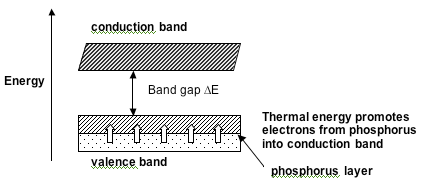 conduction band
Energy
Band gap ΔE
Thermal energy promotes
electrons from phosphorus
into conduction band
valence band
phosphorus layer